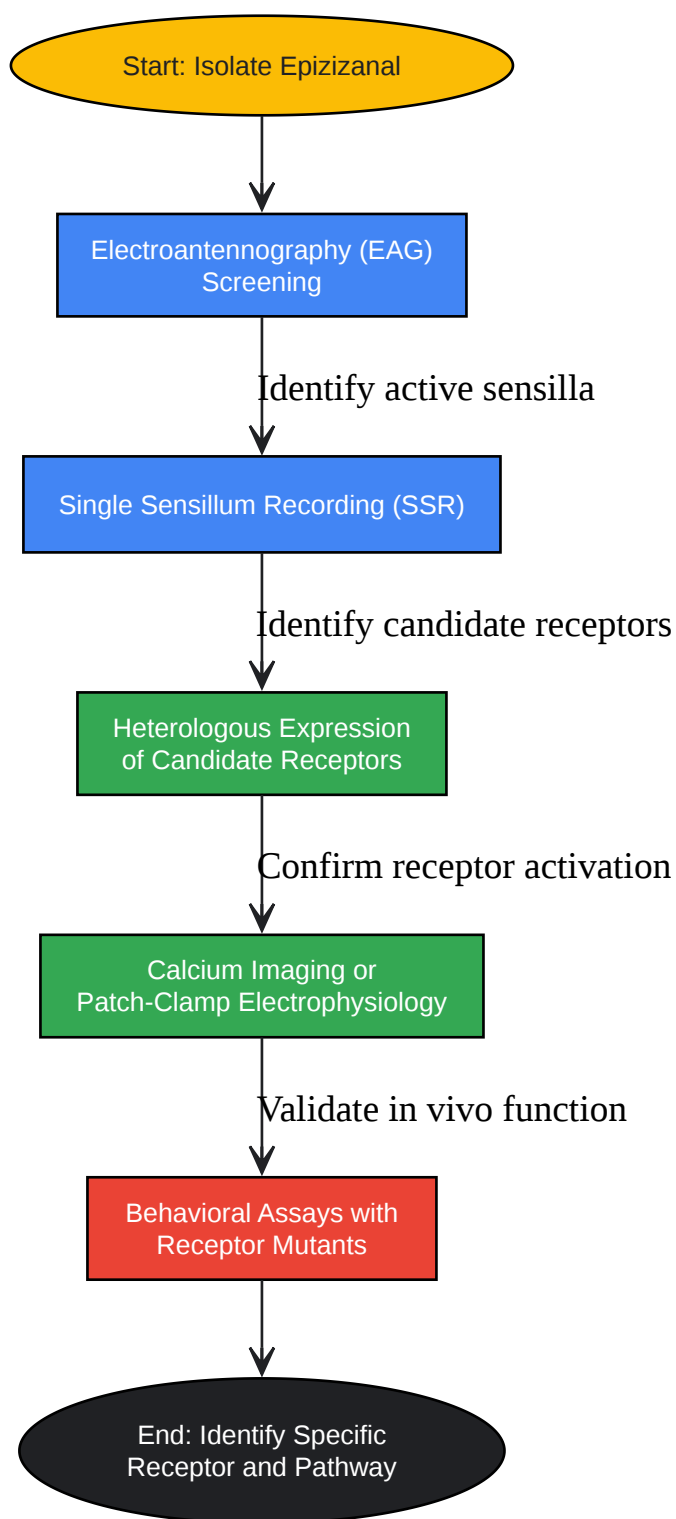 Start: Isolate Epizizanal
Electroantennography (EAG)
Screening
Identify active sensilla
Single Sensillum Recording (SSR)
Identify candidate receptors
Heterologous Expression
of Candidate Receptors
Confirm receptor activation
Calcium Imaging or
Patch-Clamp Electrophysiology
Validate in vivo function
Behavioral Assays with
Receptor Mutants
End: Identify Specific
Receptor and Pathway